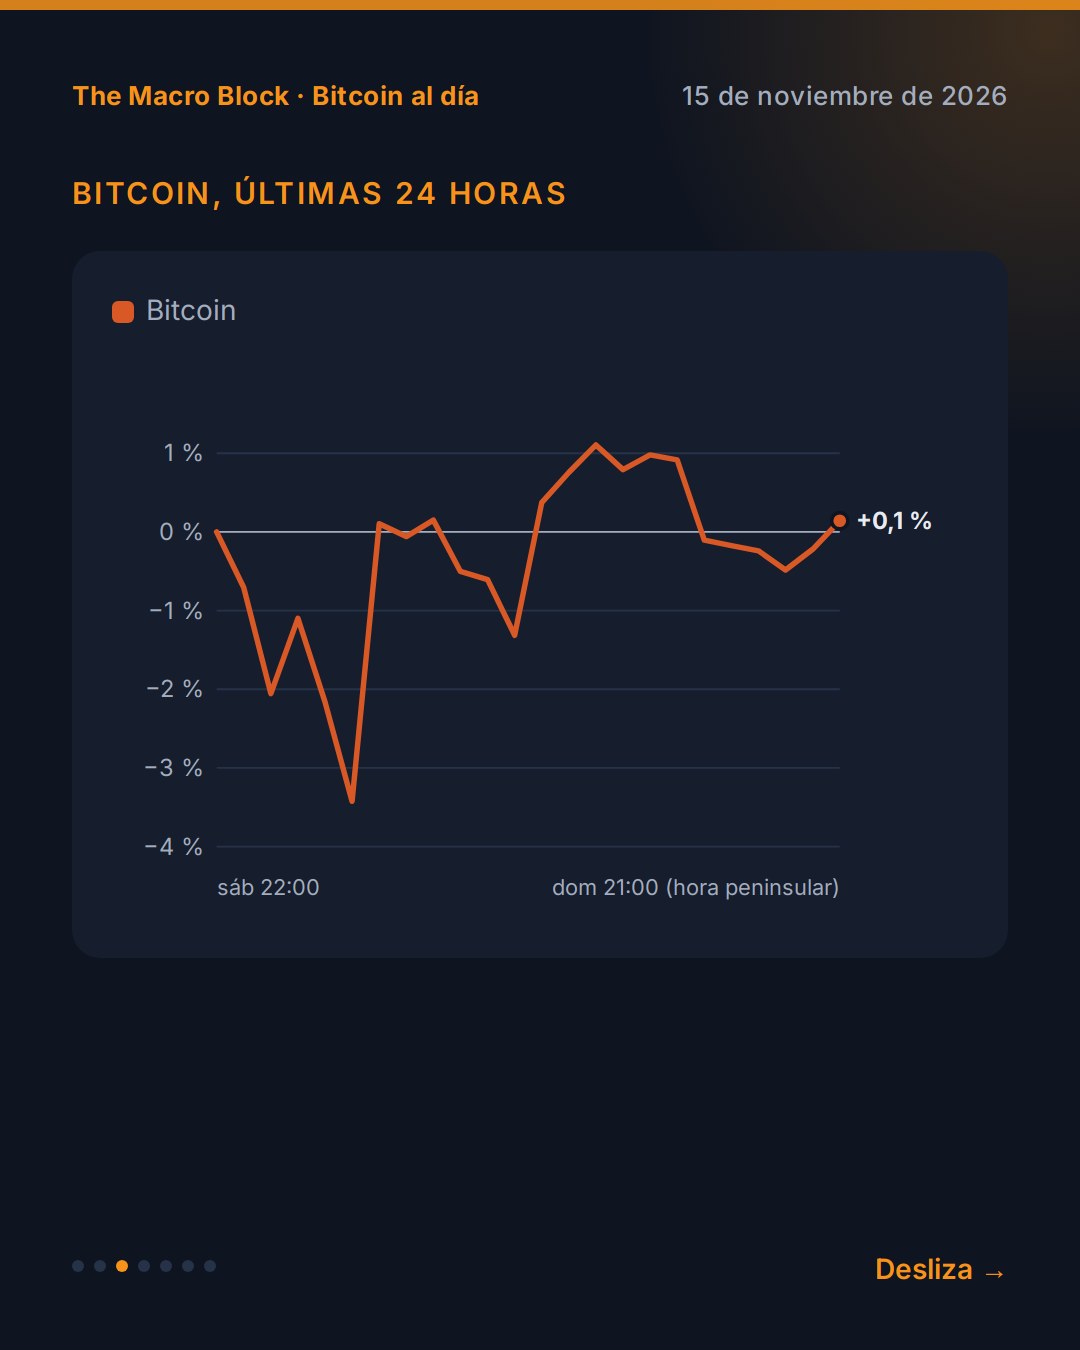 The Macro Block · Bitcoin al día
15 de noviembre de 2026
BITCOIN, ÚLTIMAS 24 HORAS
Bitcoin
1 %
0 %
+0,1 %
−1 %
−2 %
−3 %
−4 %
sáb 22:00
dom 21:00 (hora peninsular)
Desliza →